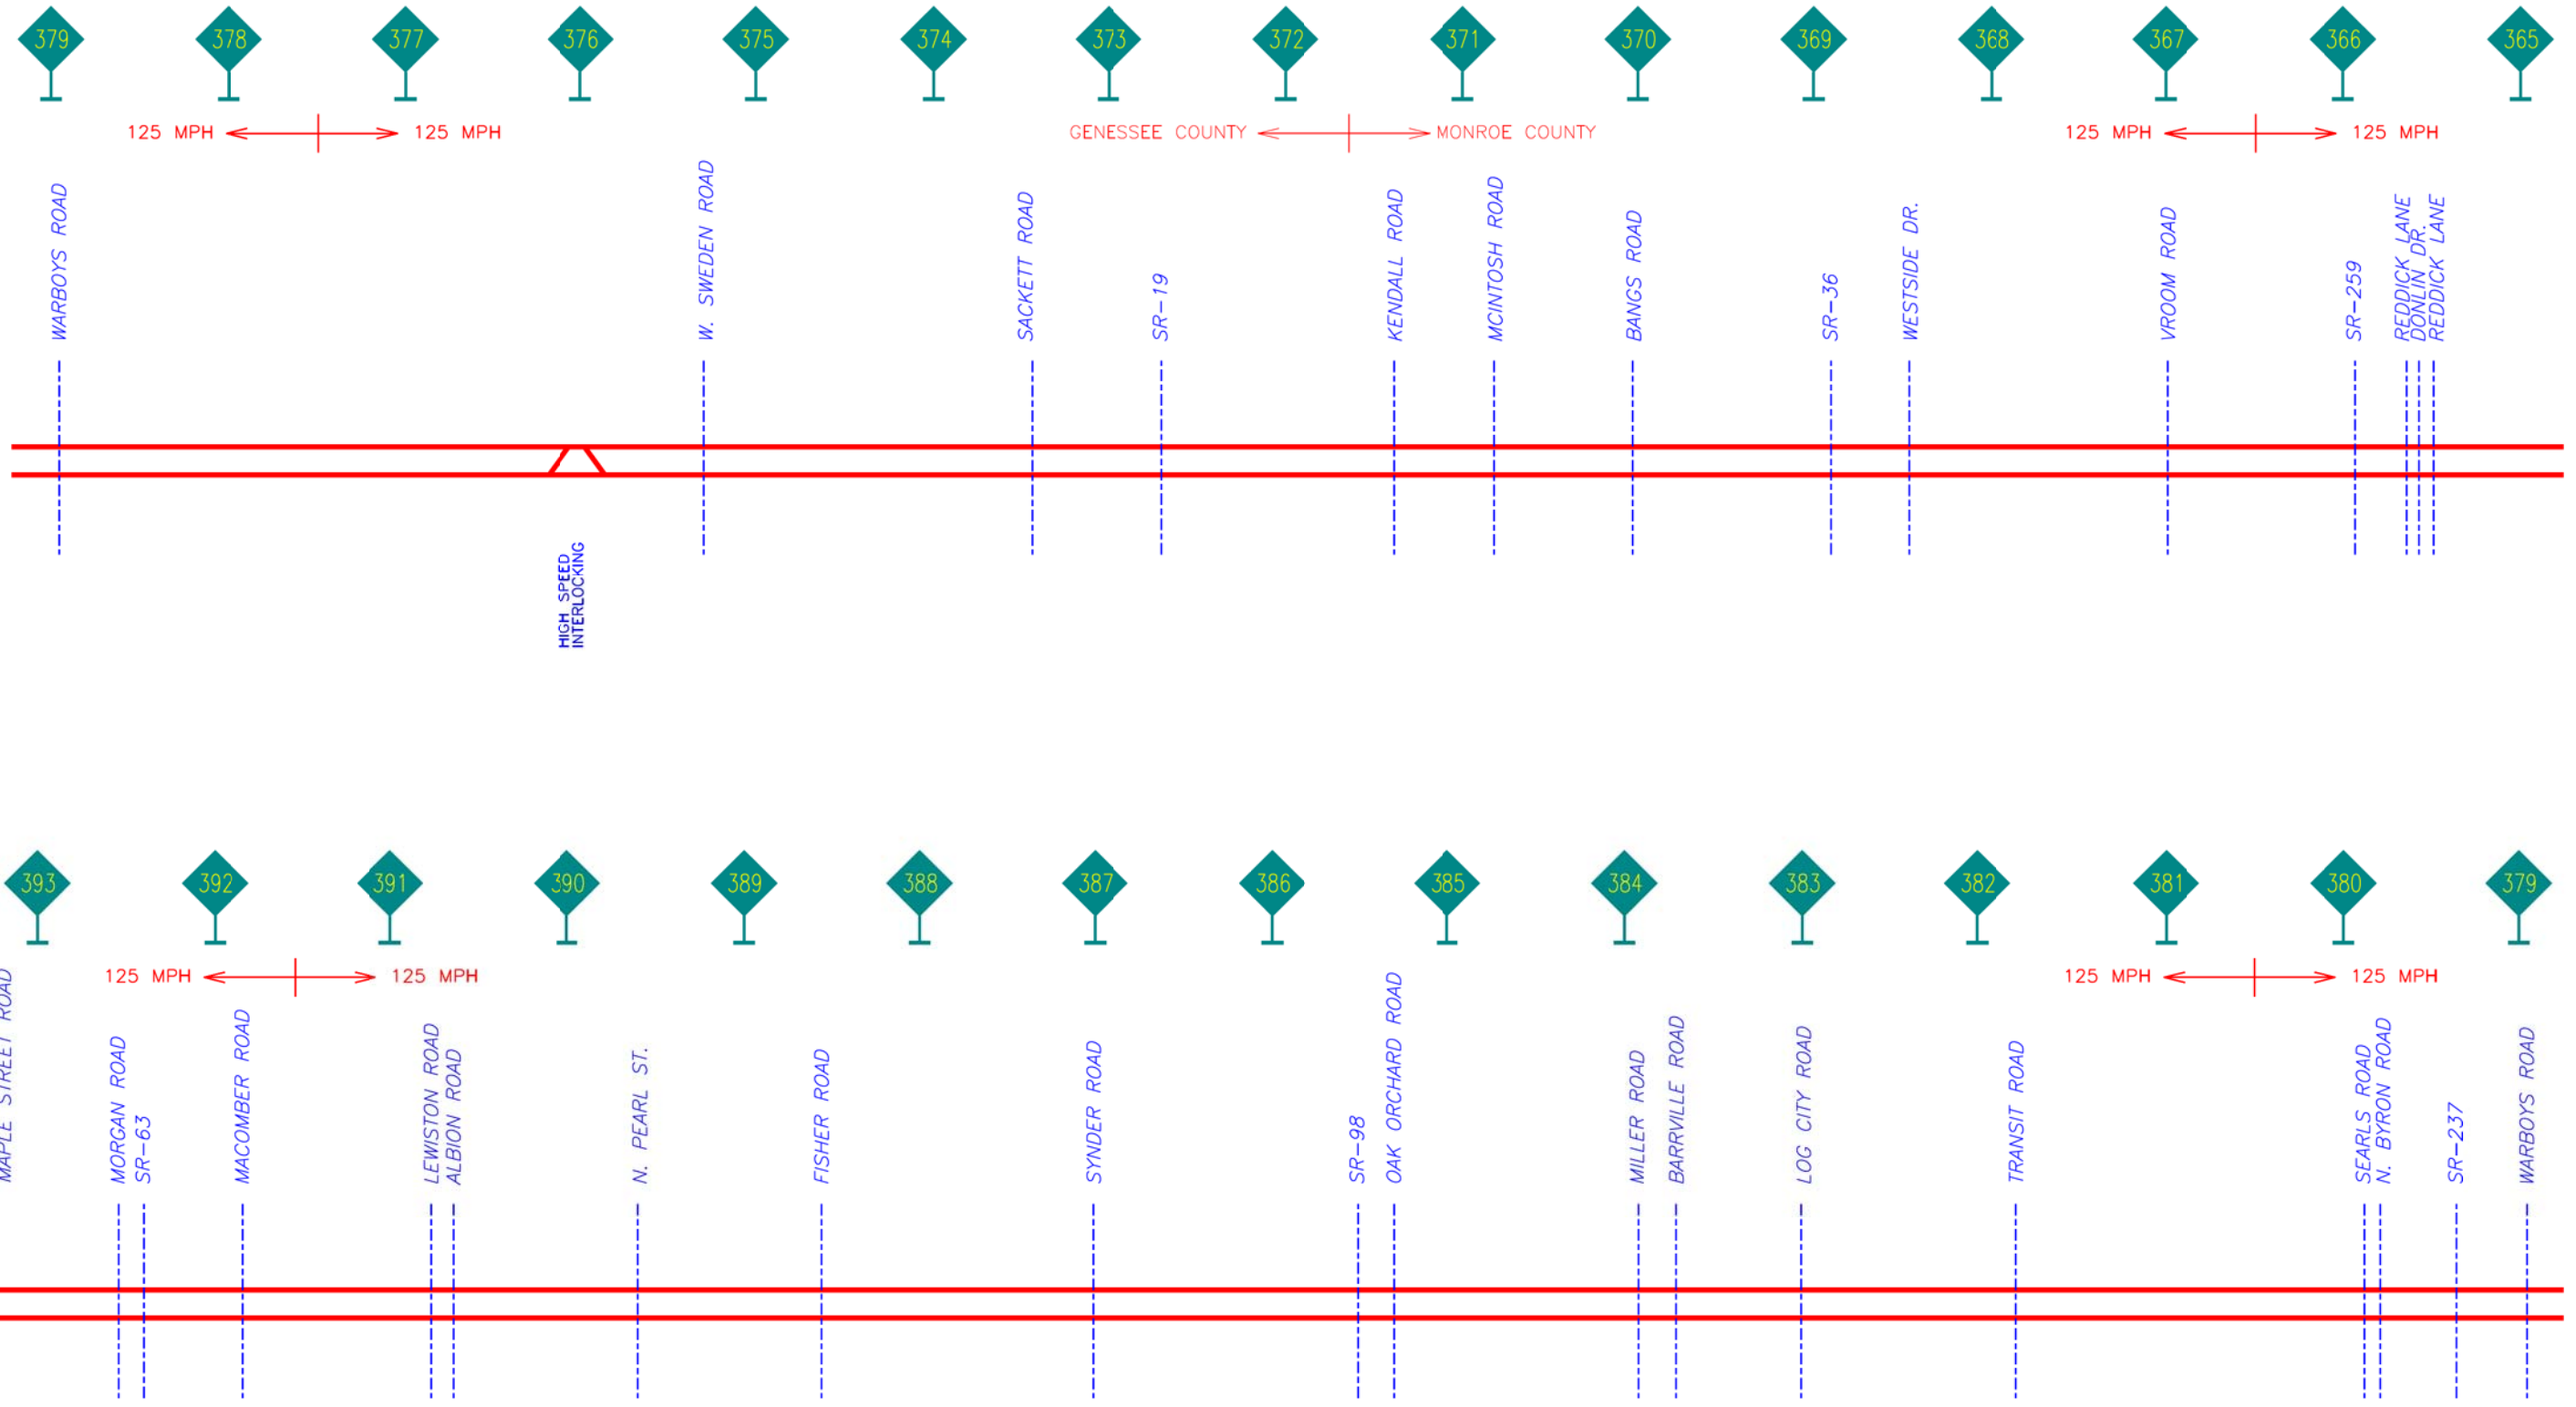 379 378 377 376 375 374 373 372 371 370 369 368 367 366 365
125 MPH 125 MPH
GENESSEE COUNTY MONROE COUNTY
125 MPH 125 MPH
WARBOYS ROAD
W. SWEDEN ROAD
SACKETT ROAD
SR-19
KENDALL ROAD
MCINTOSH ROAD
BANGS ROAD
SR-36
WESTSIDE DR.
VROOM ROAD
SR-259
REDDICK LANE
DONLIN DR.
REDDICK LANE
HIGH SPEED
INTERLOCKING
393 392 391 390 389 388 387 386 385 384 383 382 381 380 379
125 MPH 125 MPH
125 MPH 125 MPH
MAPLE STREET ROAD
MORGAN ROAD
SR-63
MACOMBER ROAD
LEWISTON ROAD
ALBION ROAD
N. PEARL ST.
FISHER ROAD
SYNDER ROAD
SR-98
OAK ORCHARD ROAD
MILLER ROAD
BARRVILLE ROAD
LOG CITY ROAD
TRANSIT ROAD
SEARLS ROAD
N. BYRON ROAD
SR-237
WARBOYS ROAD